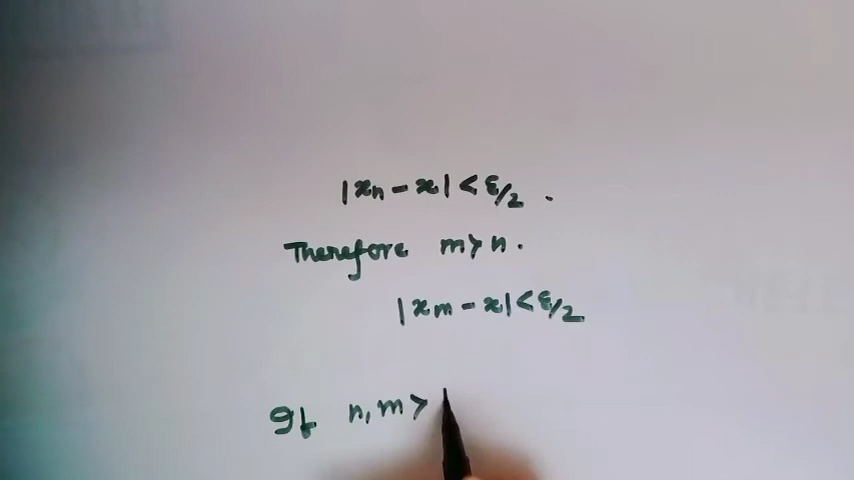 |xn - x| < ε/2 .
Therefore m > n .
|xm - x| < ε/2
If n, m >